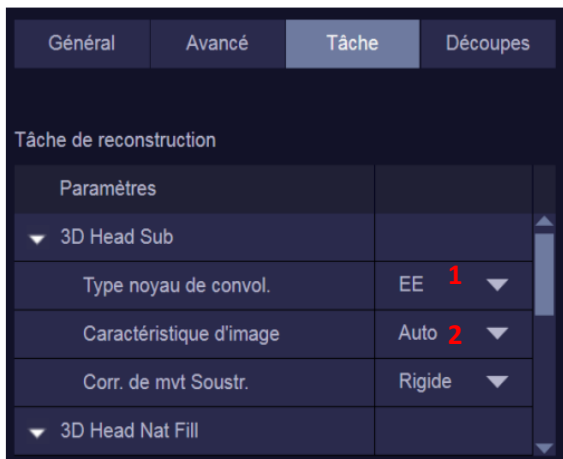 Général Avancé Tâche Découpes
Tâche de reconstruction
Paramètres
3D Head Sub
Type noyau de convol. EE 1
Caractéristique d'image Auto 2
Corr. de mvt Soustr. Rigide
3D Head Nat Fill